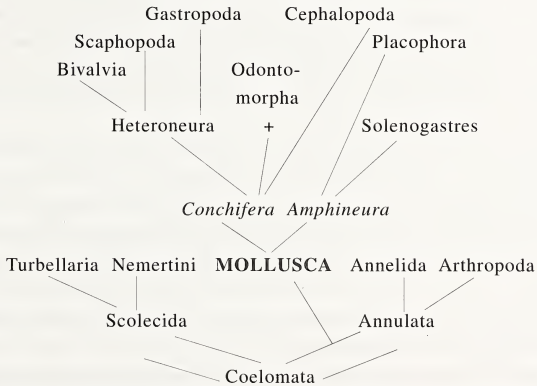 Gastropoda Cephalopoda
Scaphopoda Placophora
Bivalvia Odonto-
morpha
Heteroneura + Solenogastres
Conchifera Amphineura
Turbellaria Nemertini MOLLUSCA Annelida Arthropoda
Scolecida Annulata
Coelomata